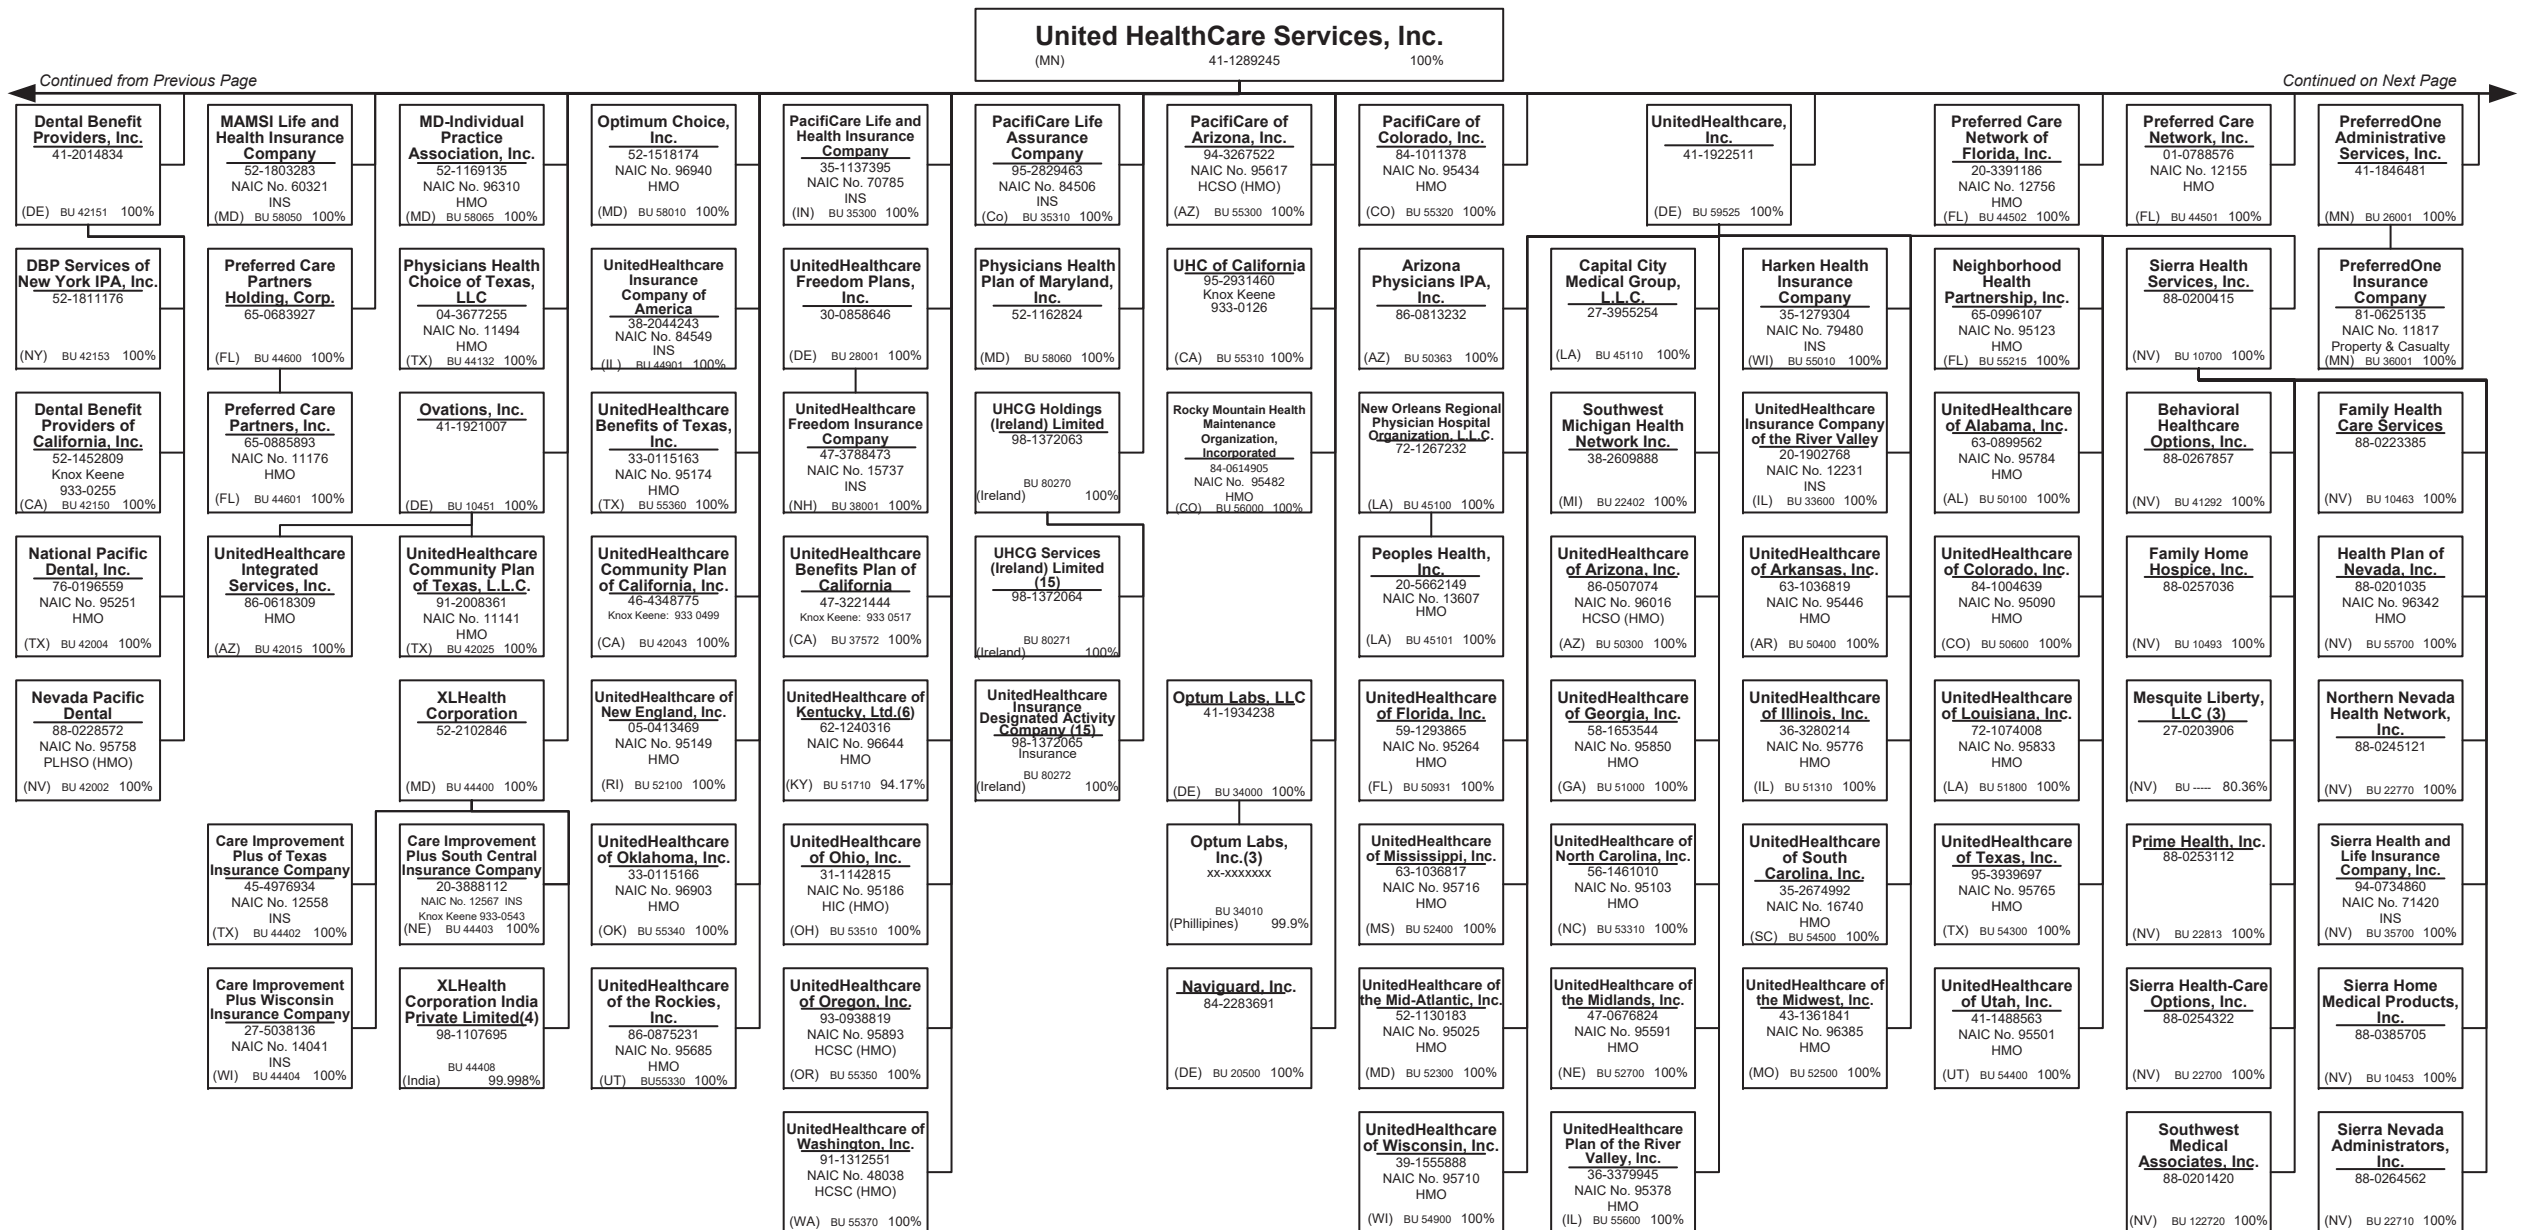 United HealthCare Services, Inc.
(MN) 41-1289245 100%
Continued from Previous Page
Continued on Next Page
Dental Benefit
Providers, Inc.
41-2014834
(DE) BU 42151 100%
MAMSI Life and
Health Insurance
Company
52-1803283
NAIC No. 60321
INS
(MD) BU 58050 100%
MD-Individual
Practice
Association, Inc.
52-1169135
NAIC No. 96310
HMO
(MD) BU 58065 100%
Optimum Choice,
Inc.
52-1518174
NAIC No. 96940
HMO
(MD) BU 58010 100%
PacifiCare Life and
Health Insurance
Company
35-1137395
NAIC No. 70785
INS
(IN) BU 35300 100%
PacifiCare Life
Assurance
Company
95-2829463
NAIC No. 84506
INS
(Co) BU 35310 100%
PacifiCare of
Arizona, Inc.
94-3267522
NAIC No. 95617
HCSO (HMO)
(AZ) BU 55300 100%
PacifiCare of
Colorado, Inc.
84-1011378
NAIC No. 95434
HMO
(CO) BU 55320 100%
UnitedHealthcare,
Inc.
41-1922511
(DE) BU 59525 100%
Preferred Care
Network of
Florida, Inc.
20-3391186
NAIC No. 12756
HMO
(FL) BU 44502 100%
Preferred Care
Network, Inc.
01-0788576
NAIC No. 12155
HMO
(FL) BU 44501 100%
PreferredOne
Administrative
Services, Inc.
41-1846481
(MN) BU 26001 100%
DBP Services of
New York IPA, Inc.
52-1811176
(NY) BU 42153 100%
Preferred Care
Partners
Holding, Corp.
65-0683927
(FL) BU 44600 100%
Physicians Health
Choice of Texas,
LLC
04-3677255
NAIC No. 11494
HMO
(TX) BU 44132 100%
UnitedHealthcare
Insurance
Company of
America
38-2044243
NAIC No. 84549
INS
(IL) BU 44901 100%
UnitedHealthcare
Freedom Plans,
Inc.
30-0858646
(DE) BU 28001 100%
Physicians Health
Plan of Maryland,
Inc.
52-1162824
(MD) BU 58060 100%
UHC of California
95-2931460
Knox Keene
933-0126
(CA) BU 55310 100%
Arizona
Physicians IPA,
Inc.
86-0813232
(AZ) BU 50363 100%
Capital City
Medical Group,
L.L.C.
27-3955254
(LA) BU 45110 100%
Harken Health
Insurance
Company
35-1279304
NAIC No. 79480
INS
(WI) BU 55010 100%
Neighborhood
Health
Partnership, Inc.
65-0996107
NAIC No. 95123
HMO
(FL) BU 55215 100%
Sierra Health
Services, Inc.
88-0200415
(NV) BU 10700 100%
PreferredOne
Insurance
Company
81-0625135
NAIC No. 11817
Property & Casualty
(MN) BU 36001 100%
Dental Benefit
Providers of
California, Inc.
52-1452809
Knox Keene
933-0255
(CA) BU 42150 100%
Preferred Care
Partners, Inc.
65-0885893
NAIC No. 11176
HMO
(FL) BU 44601 100%
Ovations, Inc.
41-1921007
(DE) BU 10451 100%
UnitedHealthcare
Benefits of Texas,
Inc.
33-0115163
NAIC No. 95174
HMO
(TX) BU 55360 100%
UnitedHealthcare
Freedom Insurance
Company
47-3788473
NAIC No. 15737
INS
(NH) BU 38001 100%
UHCG Holdings
(Ireland) Limited
98-1372063
BU 80270
(Ireland) 100%
Rocky Mountain Health
Maintenance
Organization,
Incorporated
84-0614905
NAIC No. 95482
HMO
(CO) BU 56000 100%
New Orleans Regional
Physician Hospital
Organization, L.L.C.
72-1267232
(LA) BU 45100 100%
Southwest
Michigan Health
Network Inc.
38-2609888
(MI) BU 22402 100%
UnitedHealthcare
Insurance Company
of the River Valley
20-1902768
NAIC No. 12231
INS
(IL) BU 33600 100%
UnitedHealthcare
of Alabama, Inc.
63-0899562
NAIC No. 95784
HMO
(AL) BU 50100 100%
Behavioral
Healthcare
Options, Inc.
88-0267857
(NV) BU 41292 100%
Family Health
Care Services
88-0223385
(NV) BU 10463 100%
National Pacific
Dental, Inc.
76-0196559
NAIC No. 95251
HMO
(TX) BU 42004 100%
UnitedHealthcare
Integrated
Services, Inc.
86-0618309
HMO
(AZ) BU 42015 100%
UnitedHealthcare
Community Plan
of Texas, L.L.C.
91-2008361
NAIC No. 11141
HMO
(TX) BU 42025 100%
UnitedHealthcare
Community Plan
of California, Inc.
46-4348775
Knox Keene: 933 0499
(CA) BU 42043 100%
UnitedHealthcare
Benefits Plan of
California
47-3221444
Knox Keene: 933 0517
(CA) BU 37572 100%
UHCG Services
(Ireland) Limited
(15)
98-1372064
BU 80271
(Ireland) 100%
Peoples Health,
Inc.
20-5662149
NAIC No. 13607
HMO
(LA) BU 45101 100%
UnitedHealthcare
of Arizona, Inc.
86-0507074
NAIC No. 96016
HCSO (HMO)
(AZ) BU 50300 100%
UnitedHealthcare
of Arkansas, Inc.
63-1036819
NAIC No. 95446
HMO
(AR) BU 50400 100%
UnitedHealthcare
of Colorado, Inc.
84-1004639
NAIC No. 95090
HMO
(CO) BU 50600 100%
Family Home
Hospice, Inc.
88-0257036
(NV) BU 10493 100%
Health Plan of
Nevada, Inc.
88-0201035
NAIC No. 96342
HMO
(NV) BU 55700 100%
Nevada Pacific
Dental
88-0228572
NAIC No. 95758
PLHSO (HMO)
(NV) BU 42002 100%
XLHealth
Corporation
52-2102846
(MD) BU 44400 100%
UnitedHealthcare of
New England, Inc.
05-0413469
NAIC No. 95149
HMO
(RI) BU 52100 100%
UnitedHealthcare of
Kentucky, Ltd.(6)
62-1240316
NAIC No. 96644
HMO
(KY) BU 51710 94.17%
UnitedHealthcare
Insurance
Designated Activity
Company (15)
98-1372065
Insurance
BU 80272
(Ireland) 100%
Optum Labs, LLC
41-1934238
(DE) BU 34000 100%
UnitedHealthcare
of Florida, Inc.
59-1293865
NAIC No. 95264
HMO
(FL) BU 50931 100%
UnitedHealthcare
of Georgia, Inc.
58-1653544
NAIC No. 95850
HMO
(GA) BU 51000 100%
UnitedHealthcare
of Illinois, Inc.
36-3280214
NAIC No. 95776
HMO
(IL) BU 51310 100%
UnitedHealthcare
of Louisiana, Inc.
72-1074008
NAIC No. 95833
HMO
(LA) BU 51800 100%
Mesquite Liberty,
LLC (3)
27-0203906
(NV) BU ----- 80.36%
Northern Nevada
Health Network,
Inc.
88-0245121
(NV) BU 22770 100%
Care Improvement
Plus of Texas
Insurance Company
45-4976934
NAIC No. 12558
INS
(TX) BU 44402 100%
Care Improvement
Plus South Central
Insurance Company
20-3888112
NAIC No. 12567 INS
Knox Keene 933-0543
(NE) BU 44403 100%
UnitedHealthcare
of Oklahoma, Inc.
33-0115166
NAIC No. 96903
HMO
(OK) BU 55340 100%
UnitedHealthcare
of Ohio, Inc.
31-1142815
NAIC No. 95186
HIC (HMO)
(OH) BU 53510 100%
Optum Labs,
Inc.(3)
xx-xxxxxxx
BU 34010
(Phillipines) 99.9%
UnitedHealthcare
of Mississippi, Inc.
63-1036817
NAIC No. 95716
HMO
(MS) BU 52400 100%
UnitedHealthcare of
North Carolina, Inc.
56-1461010
NAIC No. 95103
HMO
(NC) BU 53310 100%
UnitedHealthcare
of South
Carolina, Inc.
35-2674992
NAIC No. 16740
HMO
(SC) BU 54500 100%
UnitedHealthcare
of Texas, Inc.
95-3939697
NAIC No. 95765
HMO
(TX) BU 54300 100%
Prime Health, Inc.
88-0253112
(NV) BU 22813 100%
Sierra Health and
Life Insurance
Company, Inc.
94-0734860
NAIC No. 71420
INS
(NV) BU 35700 100%
Care Improvement
Plus Wisconsin
Insurance Company
27-5038136
NAIC No. 14041
INS
(WI) BU 44404 100%
XLHealth
Corporation India
Private Limited(4)
98-1107695
BU 44408
(India) 99.998%
UnitedHealthcare
of the Rockies,
Inc.
86-0875231
NAIC No. 95685
HMO
(UT) BU55330 100%
UnitedHealthcare
of Oregon, Inc.
93-0938819
NAIC No. 95893
HCSC (HMO)
(OR) BU 55350 100%
Naviguard, Inc.
84-2283691
(DE) BU 20500 100%
UnitedHealthcare of
the Mid-Atlantic, Inc.
52-1130183
NAIC No. 95025
HMO
(MD) BU 52300 100%
UnitedHealthcare of
the Midlands, Inc.
47-0676824
NAIC No. 95591
HMO
(NE) BU 52700 100%
UnitedHealthcare of
the Midwest, Inc.
43-1361841
NAIC No. 96385
HMO
(MO) BU 52500 100%
UnitedHealthcare
of Utah, Inc.
41-1488563
NAIC No. 95501
HMO
(UT) BU 54400 100%
Sierra Health-Care
Options, Inc.
88-0254322
(NV) BU 22700 100%
Sierra Home
Medical Products,
Inc.
88-0385705
(NV) BU 10453 100%
UnitedHealthcare of
Washington, Inc.
91-1312551
NAIC No. 48038
HCSC (HMO)
(WA) BU 55370 100%
UnitedHealthcare
of Wisconsin, Inc.
39-1555888
NAIC No. 95710
HMO
(WI) BU 54900 100%
UnitedHealthcare
Plan of the River
Valley, Inc.
36-3379945
NAIC No. 95378
HMO
(IL) BU 55600 100%
Southwest
Medical
Associates, Inc.
88-0201420
(NV) BU 122720 100%
Sierra Nevada
Administrators,
Inc.
88-0264562
(NV) BU 22710 100%